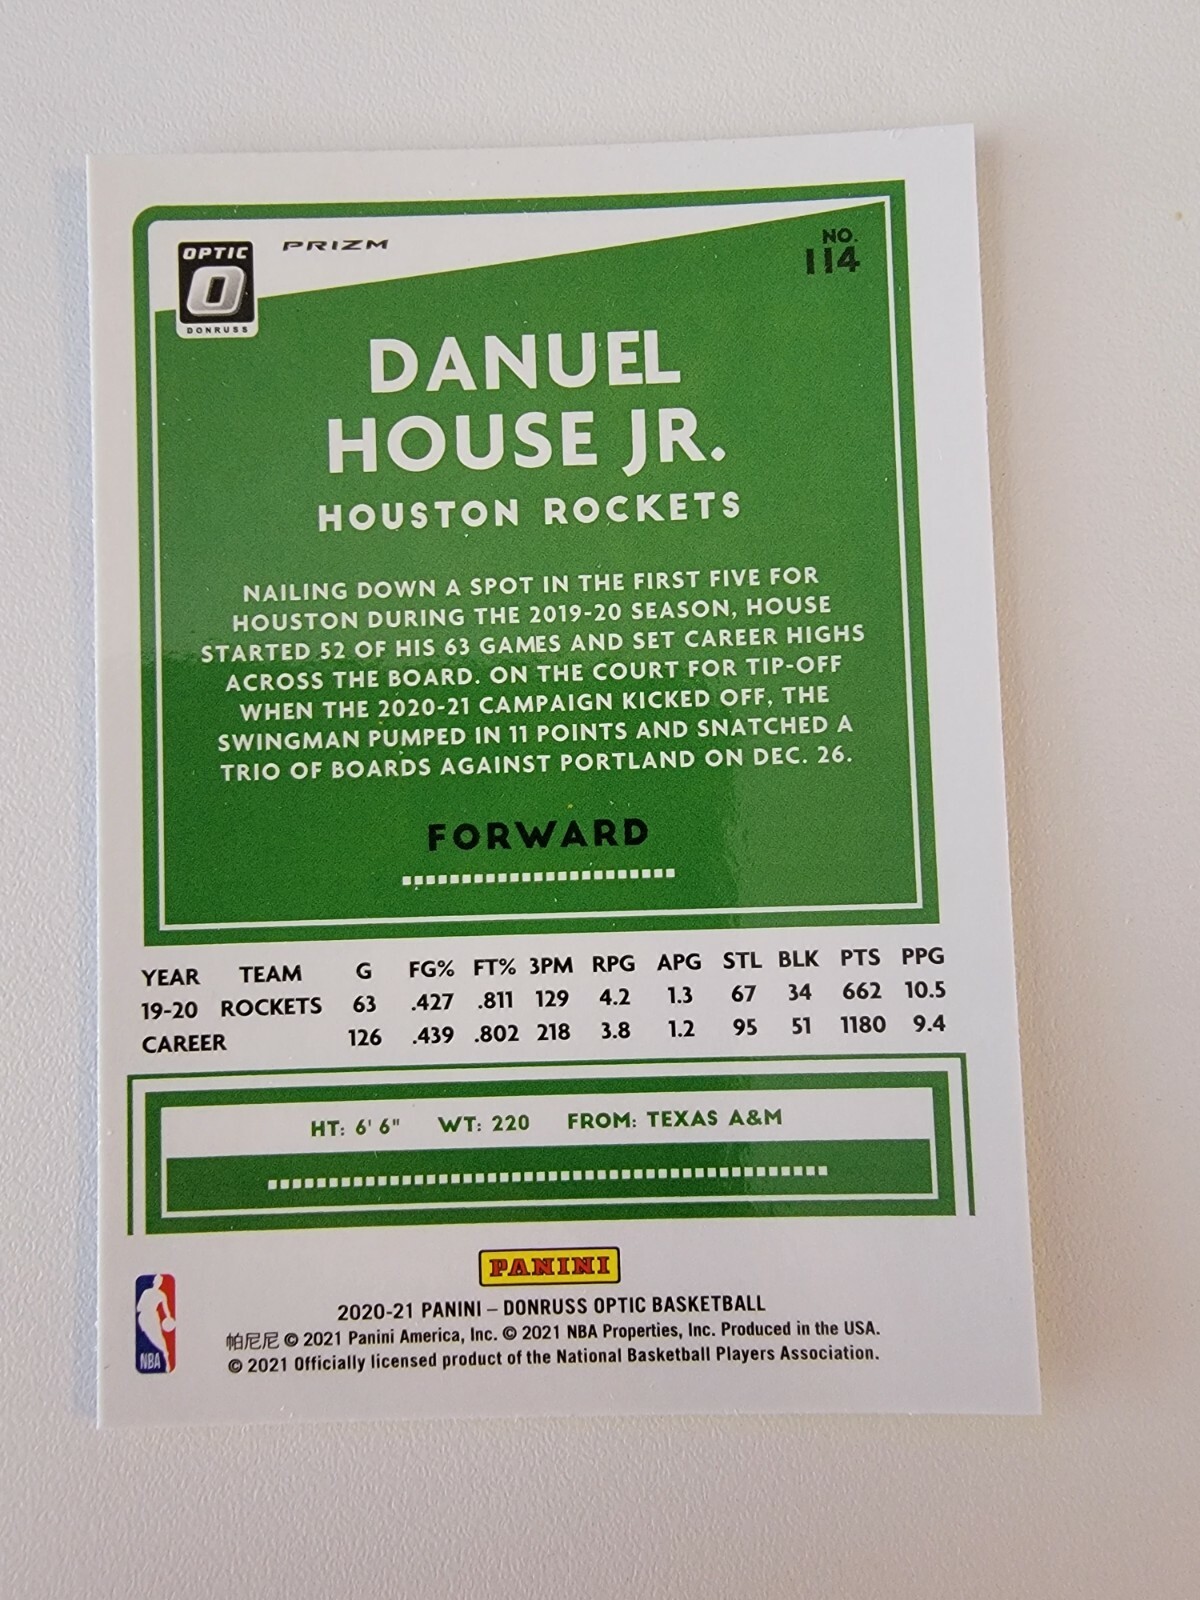 OPTIC
O
DONRUSS
PRIZM
NO.
114
DANUEL
HOUSE JR.
HOUSTON ROCKETS
NAILING DOWN A SPOT IN THE FIRST FIVE FOR
HOUSTON DURING THE 2019-20 SEASON, HOUSE
STARTED 52 OF HIS 63 GAMES AND SET CAREER HIGHS
ACROSS THE BOARD. ON THE COURT FOR TIP-OFF
WHEN THE 2020-21 CAMPAIGN KICKED OFF, THE
SWINGMAN PUMPED IN 11 POINTS AND SNATCHED A
TRIO OF BOARDS AGAINST PORTLAND ON DEC. 26.
FORWARD
YEAR TEAM G FG% FT% 3PM RPG APG STL BLK PTS PPG
19-20 ROCKETS 63 .427 .811 129 4.2 1.3 67 34 662 10.5
CAREER 126 .439 .802 218 3.8 1.2 95 51 1180 9.4
HT: 6' 6" WT: 220 FROM: TEXAS A&M
PANINI
2020-21 PANINI – DONRUSS OPTIC BASKETBALL
帕尼尼 © 2021 Panini America, Inc. © 2021 NBA Properties, Inc. Produced in the USA.
© 2021 Officially licensed product of the National Basketball Players Association.
NBA